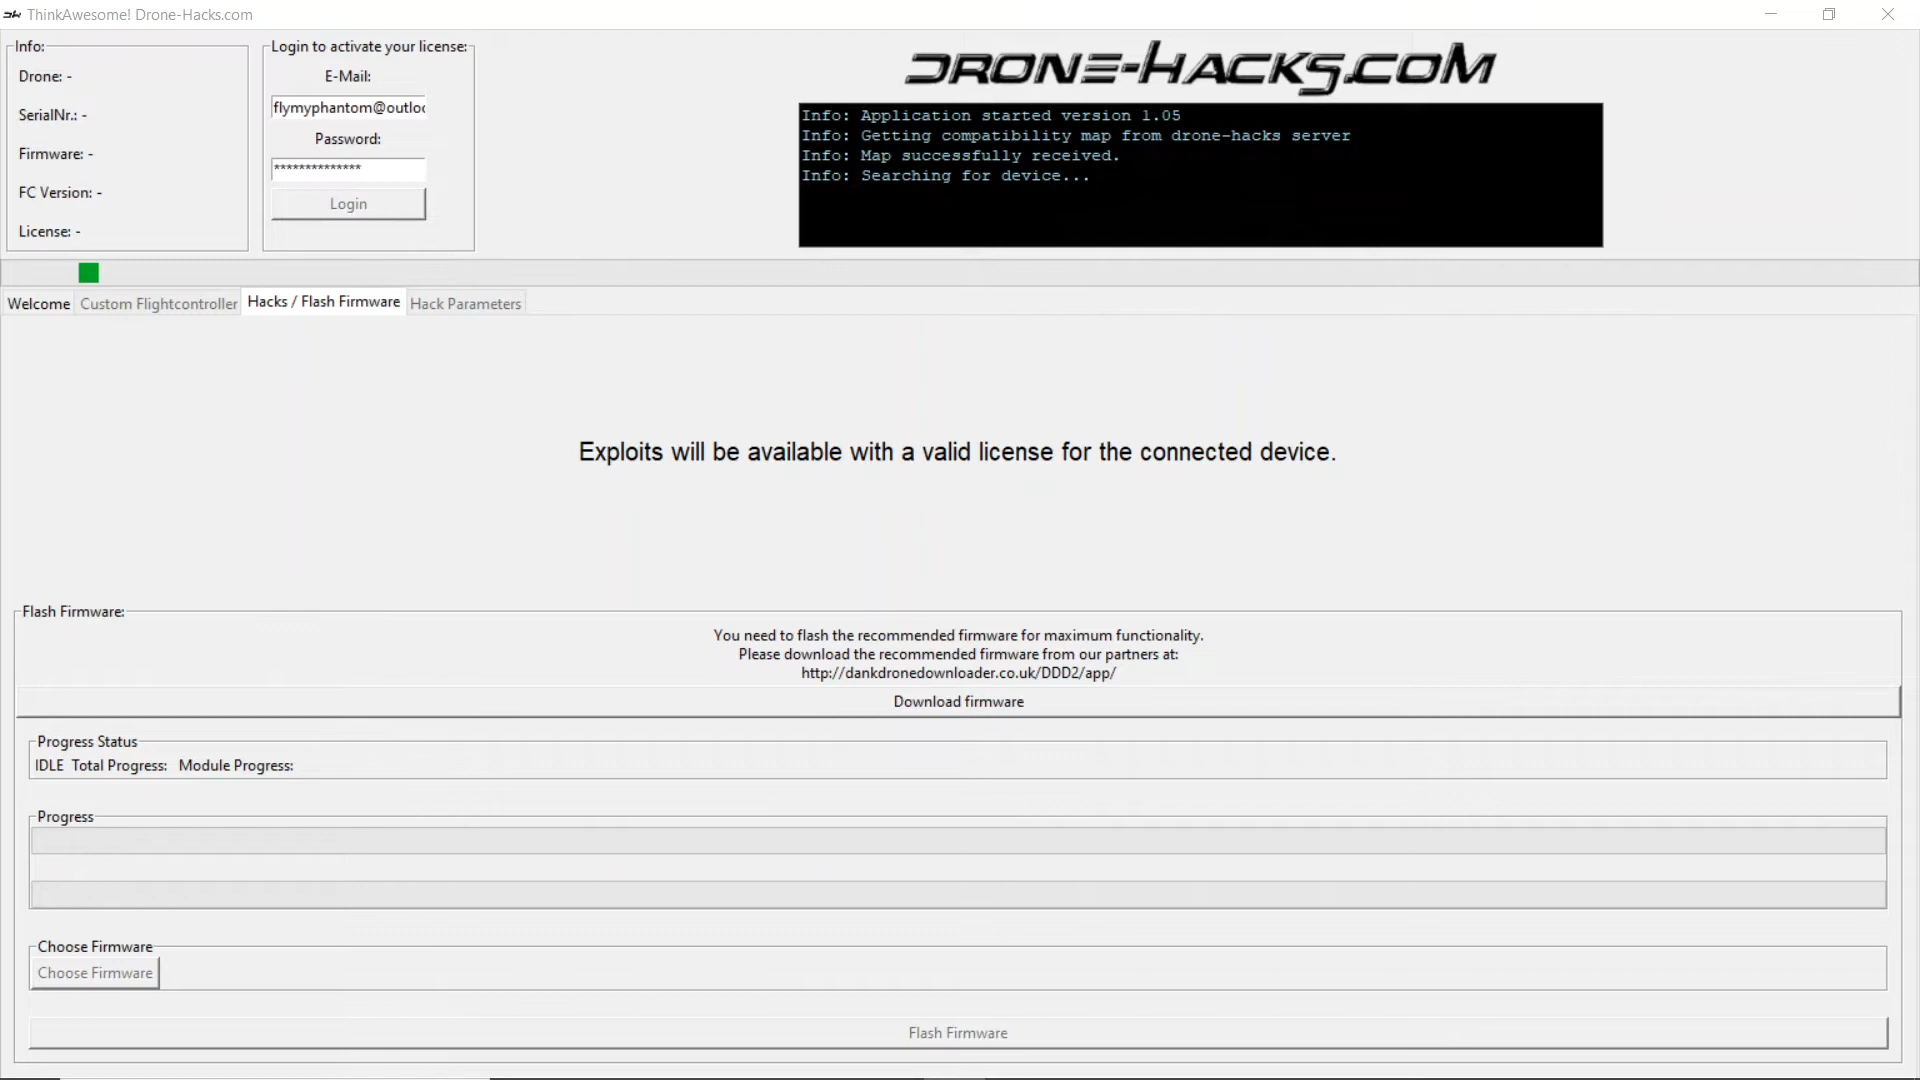 ThinkAwesome! Drone-Hacks.com
Info:
Drone: -
SerialNr.: -
Firmware: -
FC Version: -
License: -
Login to activate your license:
E-Mail:
flymyphantom@outloo
Password:
**************
Login
DRONE-HACKS.COM
Info: Application started version 1.05
Info: Getting compatibility map from drone-hacks server
Info: Map successfully received.
Info: Searching for device...
Welcome Custom Flightcontroller Hacks / Flash Firmware Hack Parameters
Exploits will be available with a valid license for the connected device.
Flash Firmware:
You need to flash the recommended firmware for maximum functionality.
Please download the recommended firmware from our partners at:
http://dankdronedownloader.co.uk/DDD2/app/
Download firmware
Progress Status
IDLE Total Progress: Module Progress:
Progress
Choose Firmware
Choose Firmware
Flash Firmware